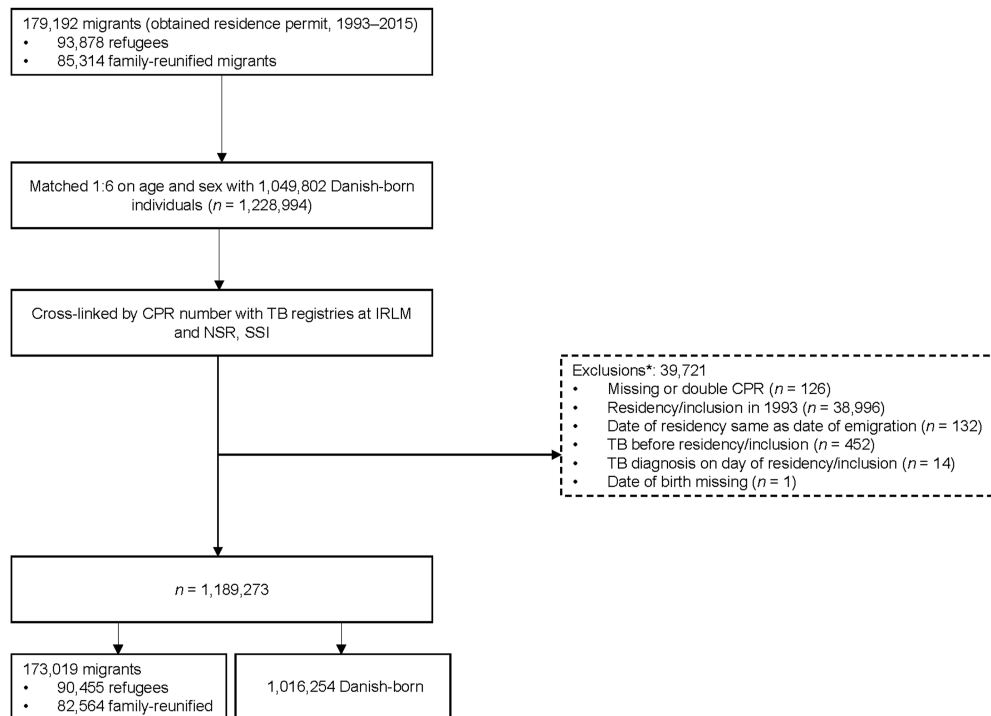 179,192 migrants (obtained residence permit, 1993–2015)
• 93,878 refugees
• 85,314 family-reunified migrants
Matched 1:6 on age and sex with 1,049,802 Danish-born
individuals (n = 1,228,994)
Cross-linked by CPR number with TB registries at IRLM
and NSR, SSI
Exclusions*: 39,721
• Missing or double CPR (n = 126)
• Residency/inclusion in 1993 (n = 38,996)
• Date of residency same as date of emigration (n = 132)
• TB before residency/inclusion (n = 452)
• TB diagnosis on day of residency/inclusion (n = 14)
• Date of birth missing (n = 1)
n = 1,189,273
173,019 migrants
• 90,455 refugees
• 82,564 family-reunified
1,016,254 Danish-born